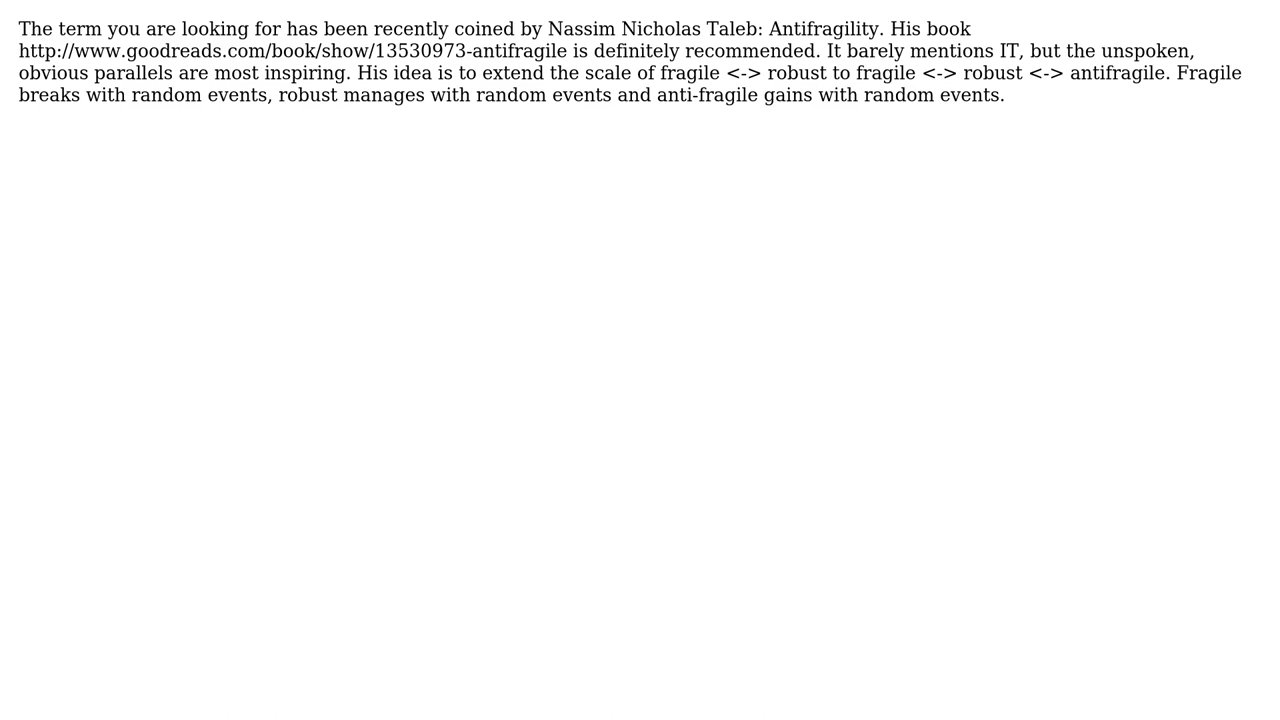 The term you are looking for has been recently coined by Nassim Nicholas Taleb: Antifragility. His book
http://www.goodreads.com/book/show/13530973-antifragile is definitely recommended. It barely mentions IT, but the unspoken,
obvious parallels are most inspiring. His idea is to extend the scale of fragile <-> robust to fragile <-> robust <-> antifragile. Fragile
breaks with random events, robust manages with random events and anti-fragile gains with random events.